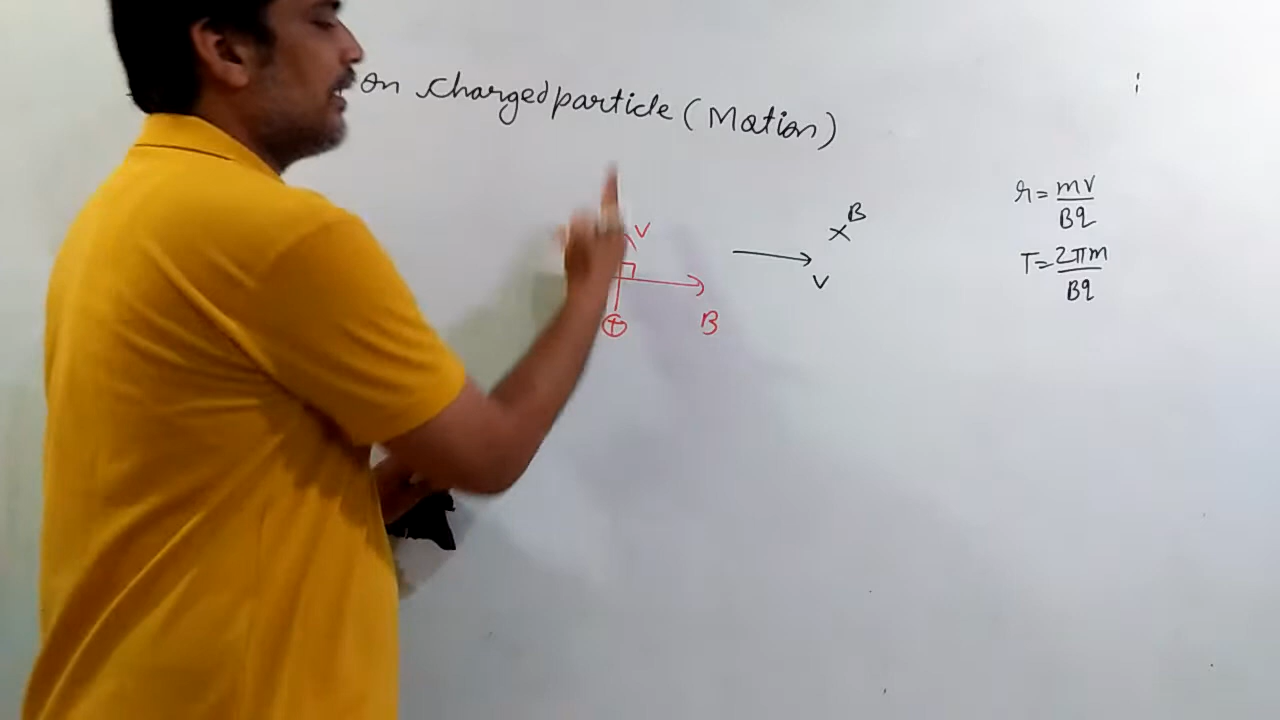 on charged particle (Motion)
V
B
+
V
B
r = mv/Bq
T = 2πm/Bq